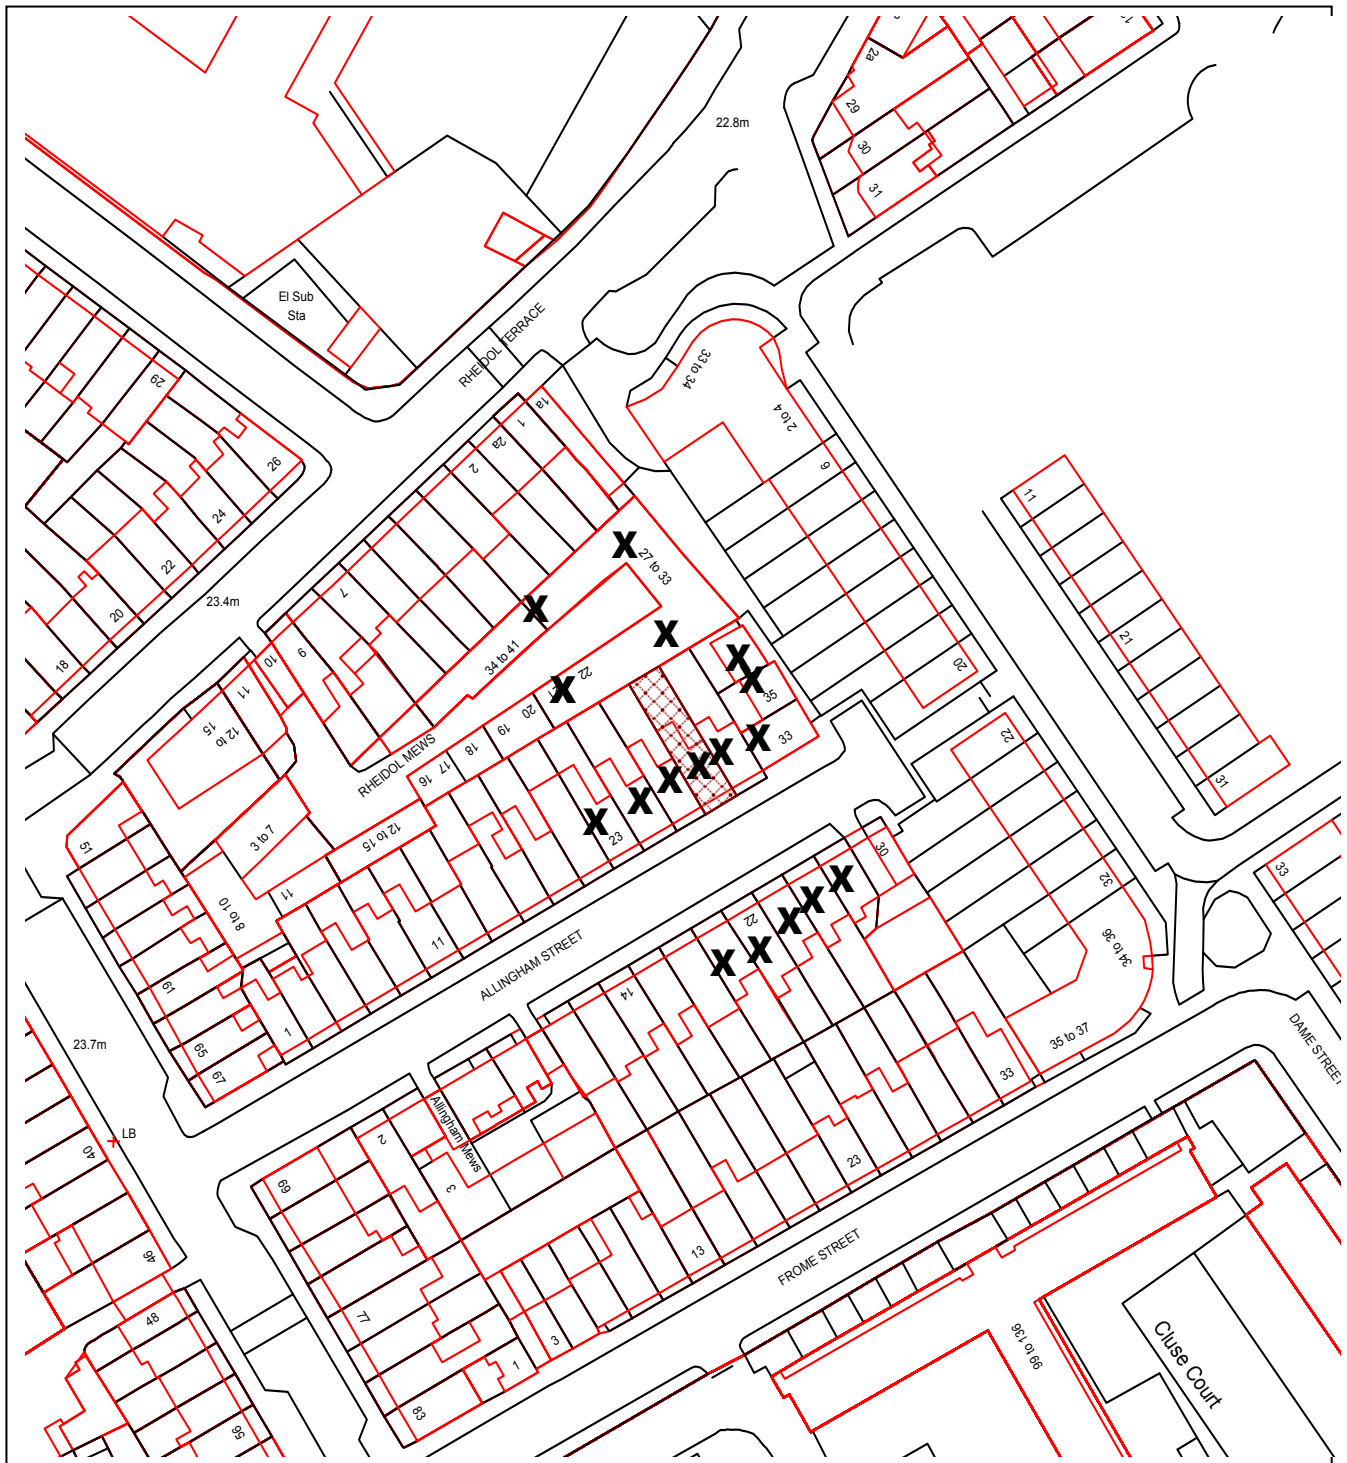 2a
29
30
31
22.8m
El Sub
Sta
RHEIDOL TERRACE
33 to 34
2 to 4
29
26
24
22
20
18
23.4m
1a
1
2a
2
7
9
10
11
15
12 to
6
11
21
31
20
27 to 33
X
X
X
X
X
X
X
X
X
X
X
X
X
34 to 41
22
20
19
18
17
16
RHEIDOL MEWS
12 to 15
35
33
23
11
51
3 to 7
11
8 to 10
61
65
67
1
ALLINGHAM STREET
22
30
32
34 to 36
35 to 37
33
33
X
X
X
X
X
22
14
23.7m
LB
40
46
48
56
Allingham Mews
2
3
69
77
83
1
3
13
23
33
FROME STREET
DAME STREET
99 to 136
Cluse Court